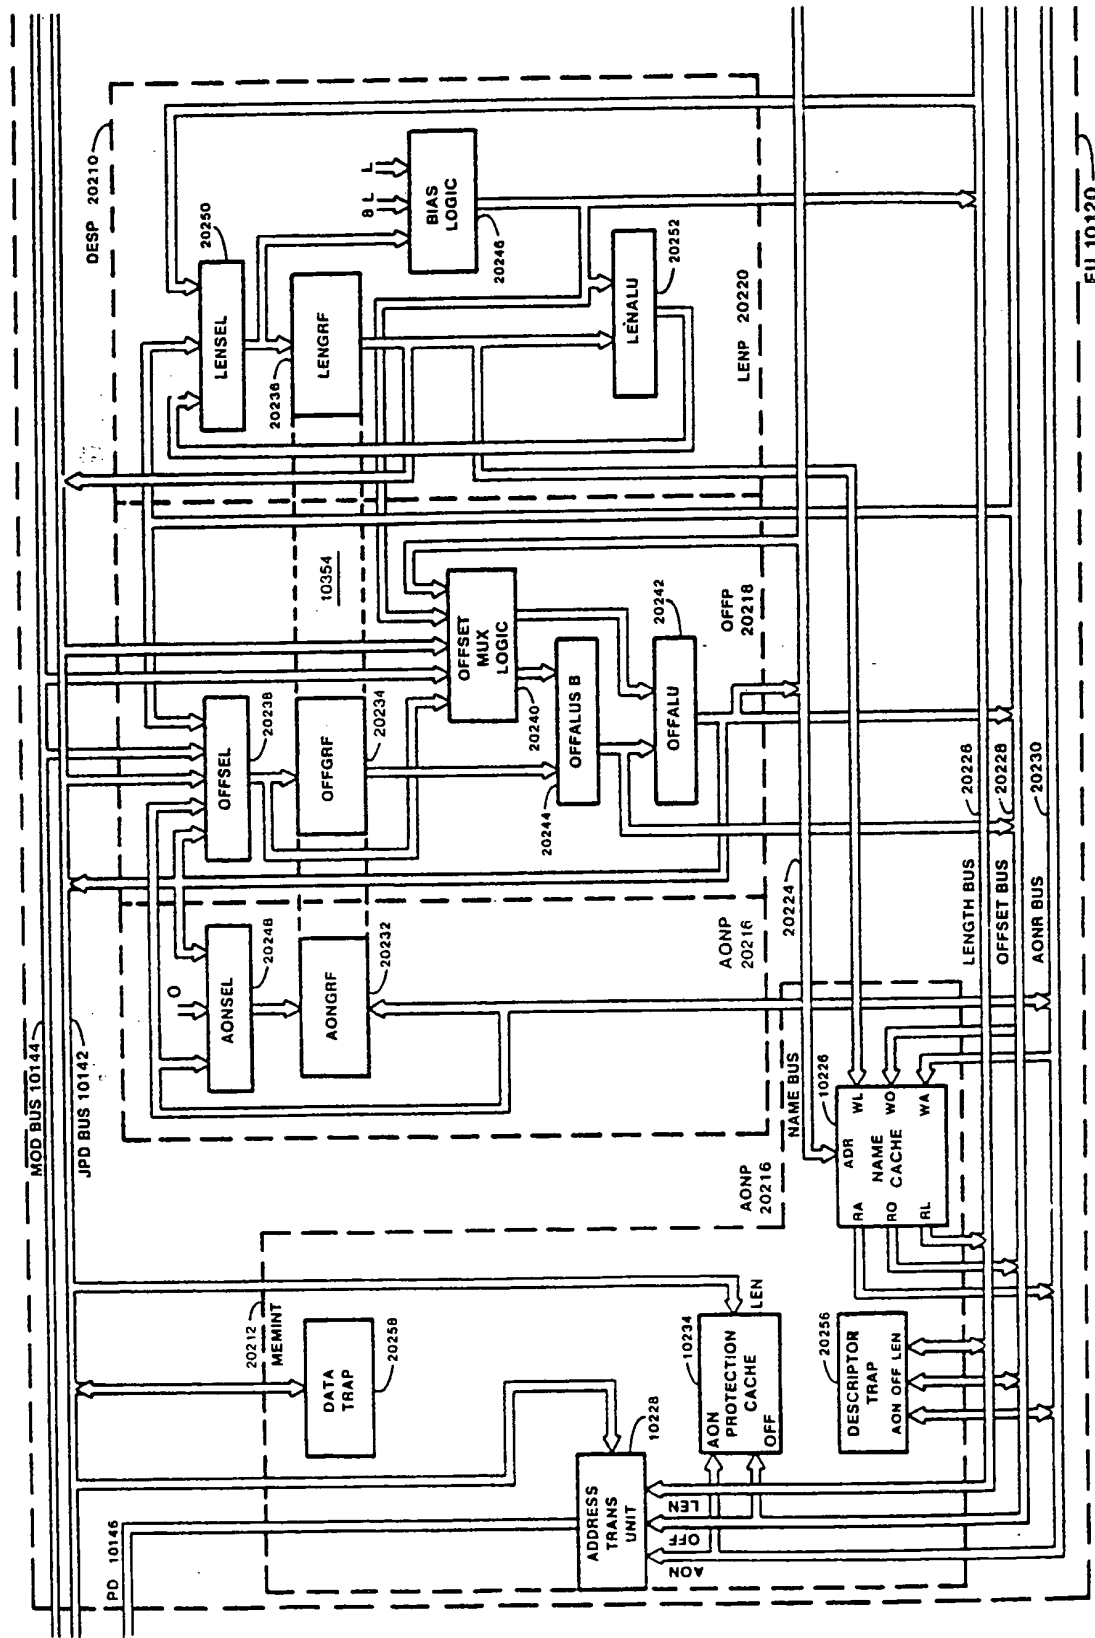 MOD BUS 10144
JPD BUS 10142
PD 10146
20212
MEMINT
DATA
TRAP
20258
ADDRESS
TRANS
UNIT
10228
AON
OFF
LEN
AON
PROTECTION
CACHE
OFF
LEN
10234
DESCRIPTOR
TRAP
AON OFF LEN
20256
AONP
20216
NAME BUS
20224
ADR
RA
RO
RL
NAME
CACHE
WL
WO
WA
10226
LENGTH BUS
20226
OFFSET BUS
20228
AONR BUS
20230
DESP 20210
O
AONSEL
20248
AONGRF
20232
AONP
20216
OFFSEL
20238
OFFGRF
20234
10354
OFFSET
MUX
LOGIC
20240
OFFALUS B
20244
OFFALU
20242
OFFP
20218
LENSEL
20250
LENGRF
20236
8 L
L
BIAS
LOGIC
20246
LENALU
20252
LENP 20220
FU 10120